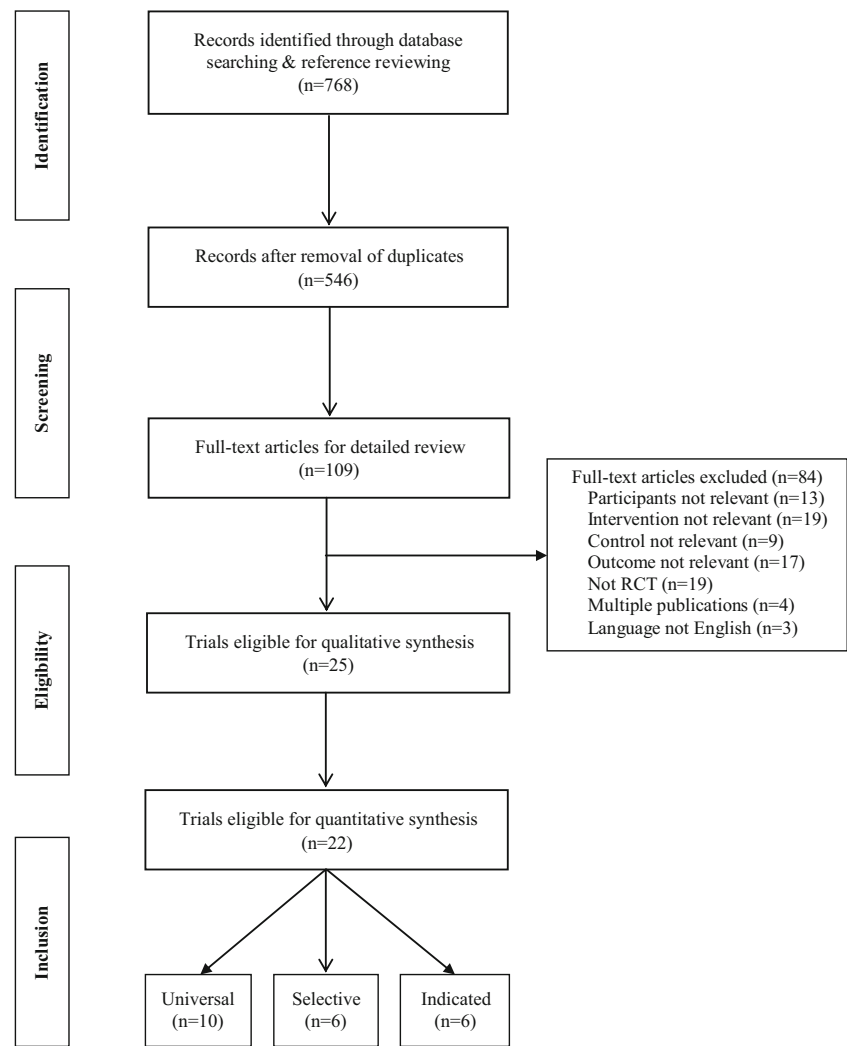 Identification
Records identified through database
searching & reference reviewing
(n=768)
Records after removal of duplicates
(n=546)
Screening
Full-text articles for detailed review
(n=109)
Full-text articles excluded (n=84)
Participants not relevant (n=13)
Intervention not relevant (n=19)
Control not relevant (n=9)
Outcome not relevant (n=17)
Not RCT (n=19)
Multiple publications (n=4)
Language not English (n=3)
Eligibility
Trials eligible for qualitative synthesis
(n=25)
Trials eligible for quantitative synthesis
(n=22)
Inclusion
Universal
(n=10)
Selective
(n=6)
Indicated
(n=6)